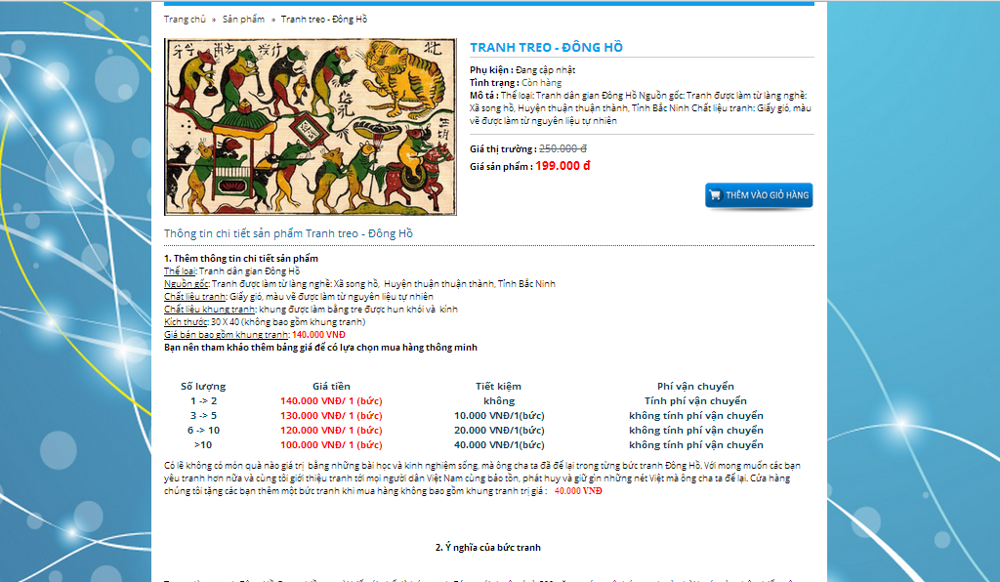 Trang chủ » Sản phẩm » Tranh treo - Đông Hồ
TRANH TREO - ĐÔNG HỒ
Phụ kiện : Đang cập nhật
Tình trạng : Còn hàng
Mô tả : Thể loại: Tranh dân gian Đông Hồ Nguồn gốc: Tranh được làm từ làng nghề:
Xã song hồ, Huyện thuận thuận thành, Tỉnh Bắc Ninh Chất liệu tranh: Giấy gió, màu
vẽ được làm từ nguyên liệu tự nhiên
Giá thị trường : 250.000 đ
Giá sản phẩm : 199.000 đ
THÊM VÀO GIỎ HÀNG
Thông tin chi tiết sản phẩm Tranh treo - Đông Hồ
1. Thêm thông tin chi tiết sản phẩm
Thể loại: Tranh dân gian Đông Hồ
Nguồn gốc: Tranh được làm từ làng nghề: Xã song hồ, Huyện thuận thuận thành, Tỉnh Bắc Ninh
Chất liệu tranh: Giấy gió, màu vẽ được làm từ nguyên liệu tự nhiên
Chất liệu khung tranh: khung được làm bằng tre được hun khói và kính
Kích thước: 30 X 40 (không bao gồm khung tranh)
Giá bán bao gồm khung tranh: 140.000 VNĐ
Bạn nên tham khảo thêm bảng giá để có lựa chọn mua hàng thông minh
Số lượng Giá tiền Tiết kiệm Phí vận chuyển
1 -> 2 140.000 VNĐ/ 1 (bức) không Tính phí vận chuyển
3 -> 5 130.000 VNĐ/ 1 (bức) 10.000 VNĐ/1(bức) không tính phí vận chuyển
6 -> 10 120.000 VNĐ/ 1 (bức) 20.000 VNĐ/1(bức) không tính phí vận chuyển
>10 100.000 VNĐ/ 1 (bức) 40.000 VNĐ/1(bức) không tính phí vận chuyển
Có lẽ không có món quà nào giá trị bằng những bài học và kinh nghiệm sống, mà ông cha ta đã để lại trong từng bức tranh Đông Hồ. Với mong muốn các bạn
yêu tranh hơn nữa và cùng tôi giới thiệu tranh tới mọi người dân Việt Nam cùng bảo tồn, phát huy và giữ gìn những nét Việt mà ông cha ta để lại. Cửa hàng
chúng tôi tặng các bạn thêm một bức tranh khi mua hàng không bao gồm khung tranh trị giá : 40.000 VNĐ
2. Ý nghĩa của bức tranh